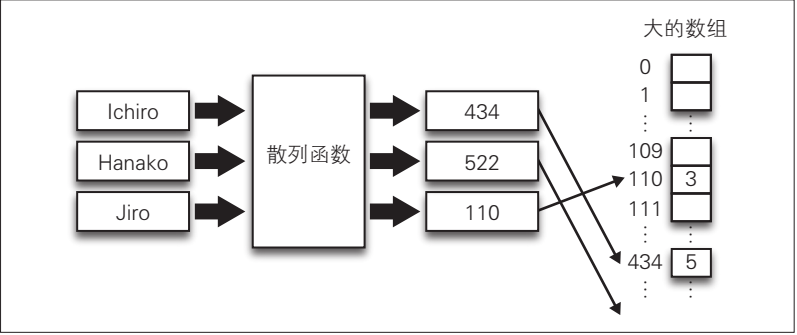 大的数组
0
1
⋮ ⋮
109
110 3
111
⋮ ⋮
434 5
⋮ ⋮
Ichiro
Hanako
Jiro
散列函数
434
522
110